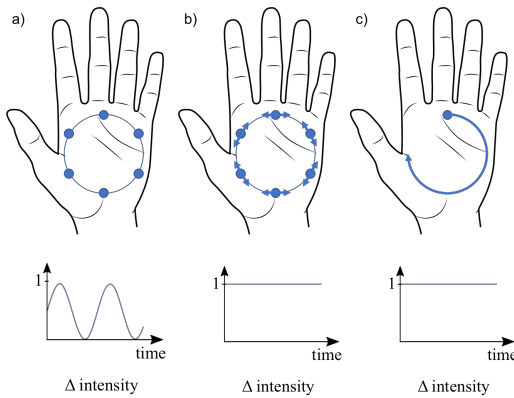 a)
b)
c)
1
time
Δ intensity
1
time
Δ intensity
1
time
Δ intensity